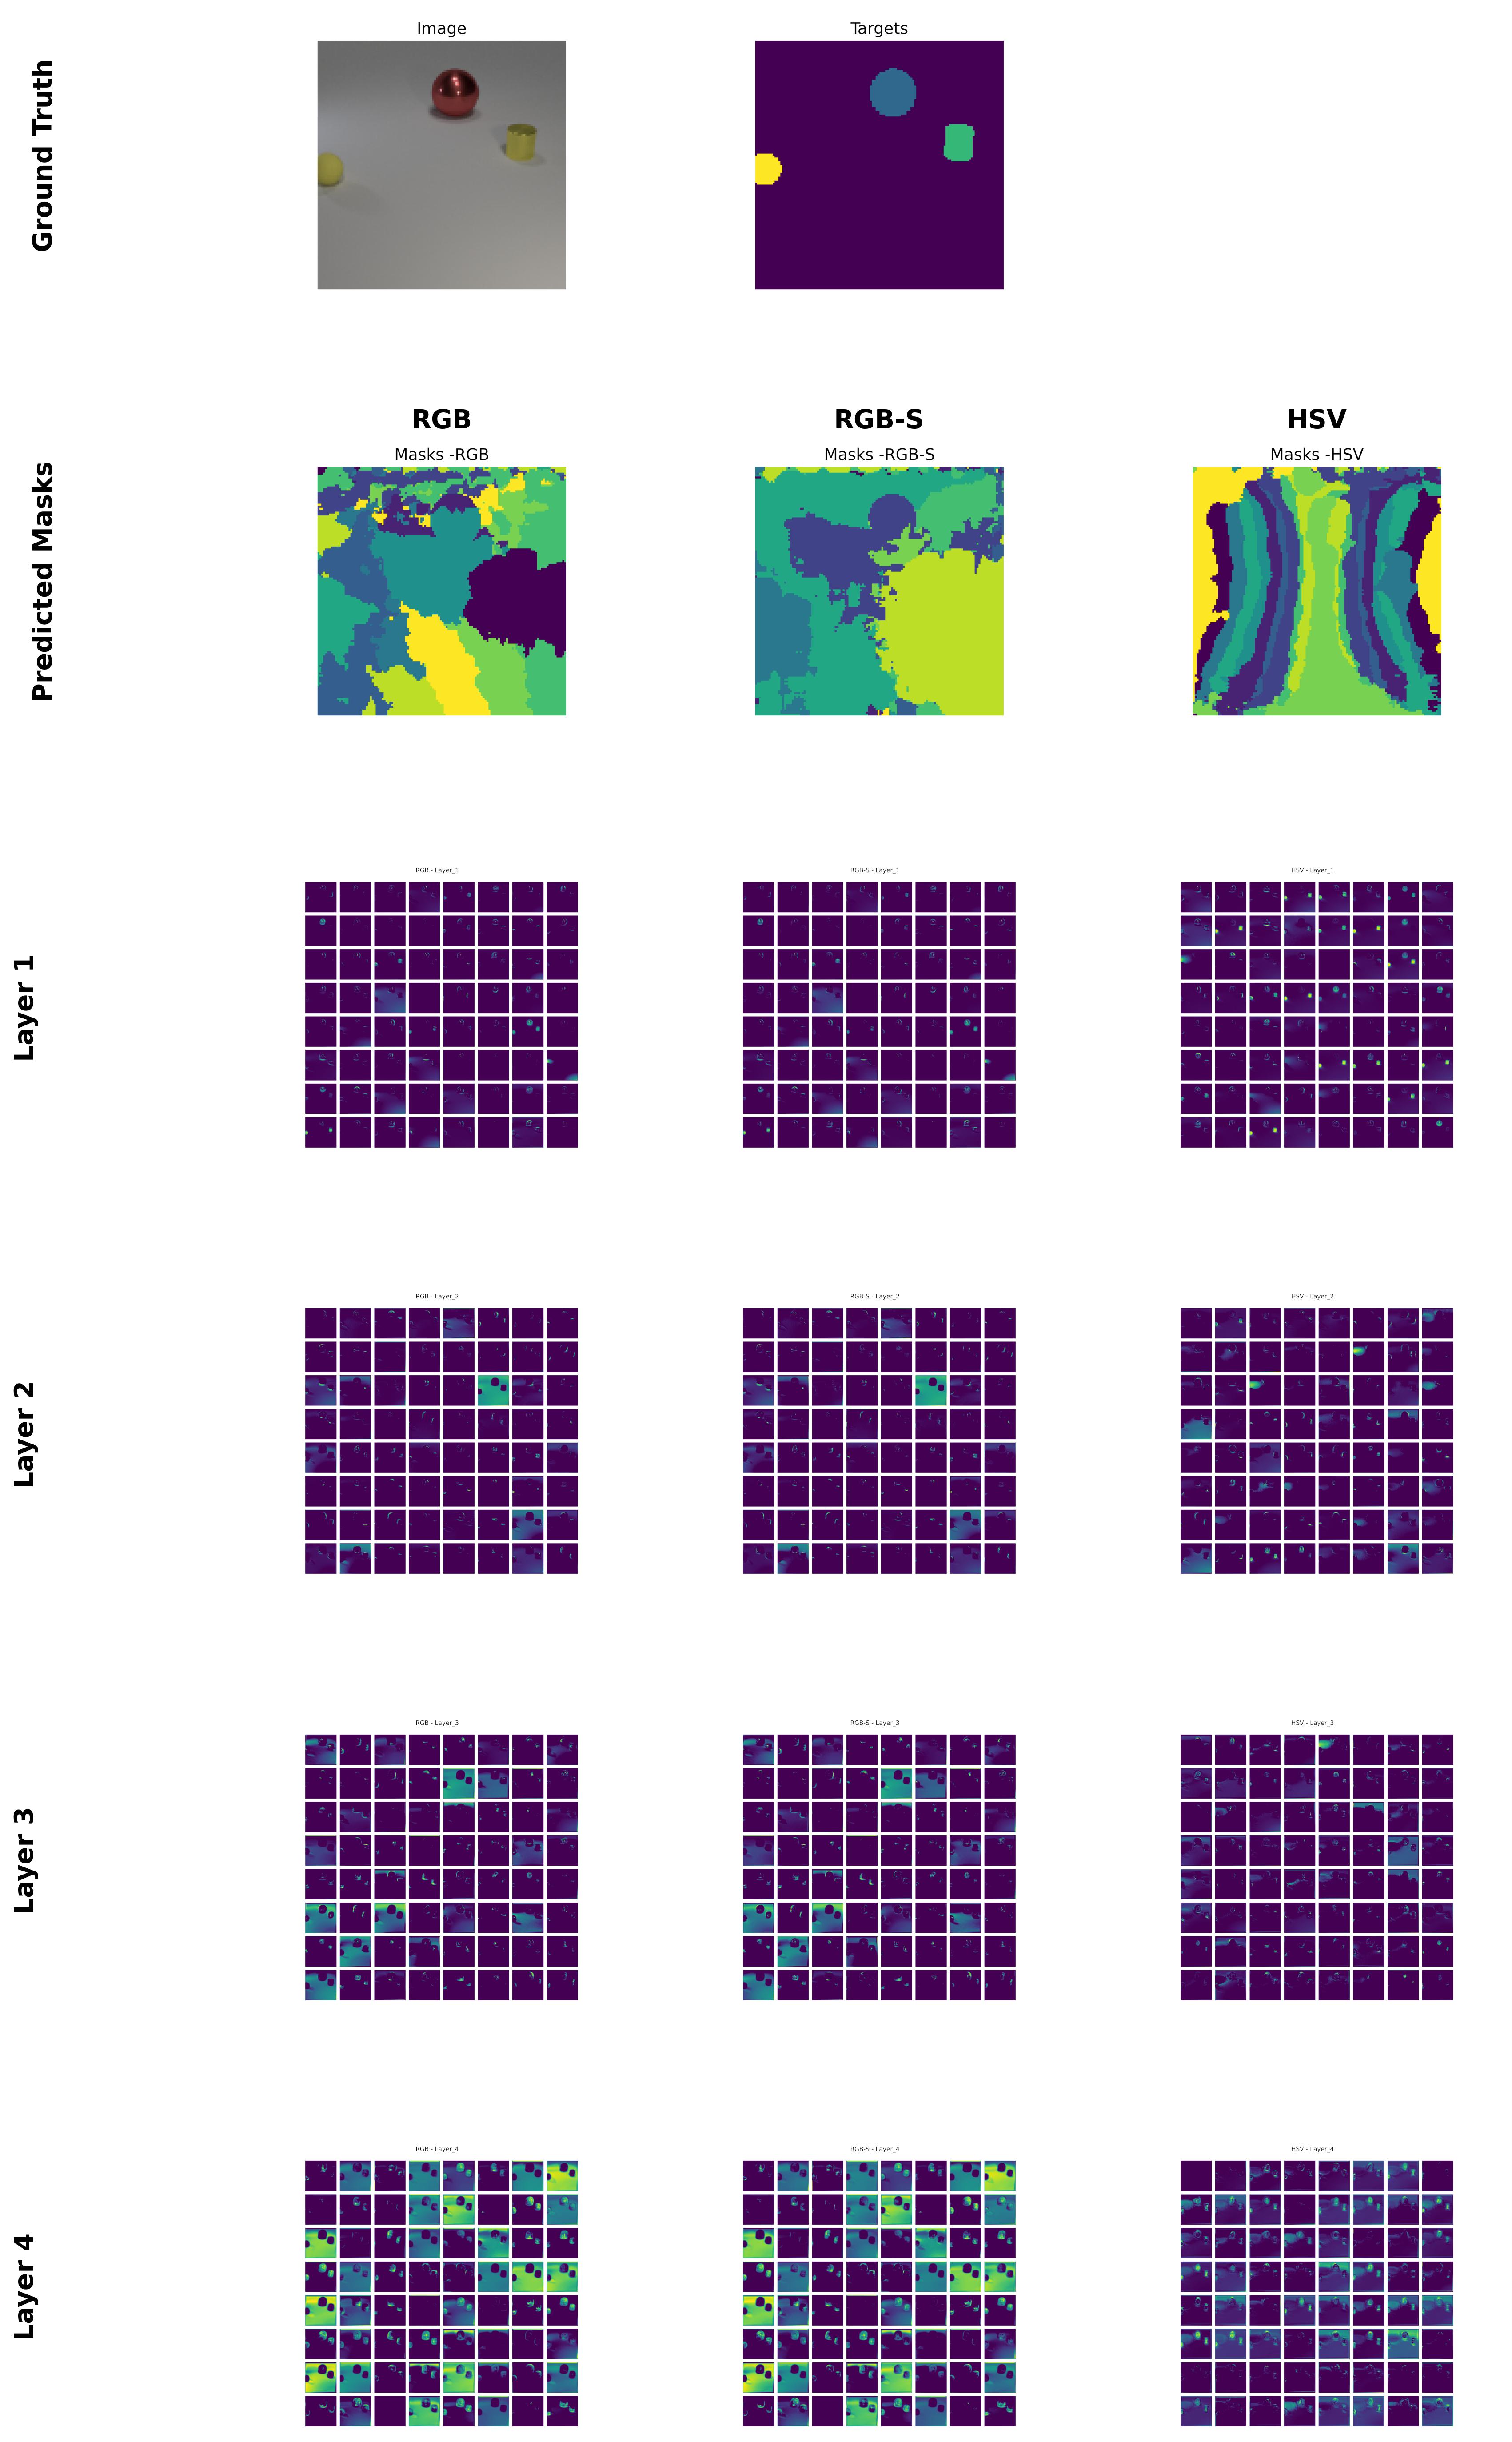 Ground Truth
Image
Targets
Predicted Masks
RGB
RGB-S
HSV
Masks -RGB
Masks -RGB-S
Masks -HSV
Layer 1
RGB - Layer_1
RGB-S - Layer_1
HSV - Layer_1
Layer 2
RGB - Layer_2
RGB-S - Layer_2
HSV - Layer_2
Layer 3
RGB - Layer_3
RGB-S - Layer_3
HSV - Layer_3
Layer 4
RGB - Layer_4
RGB-S - Layer_4
HSV - Layer_4